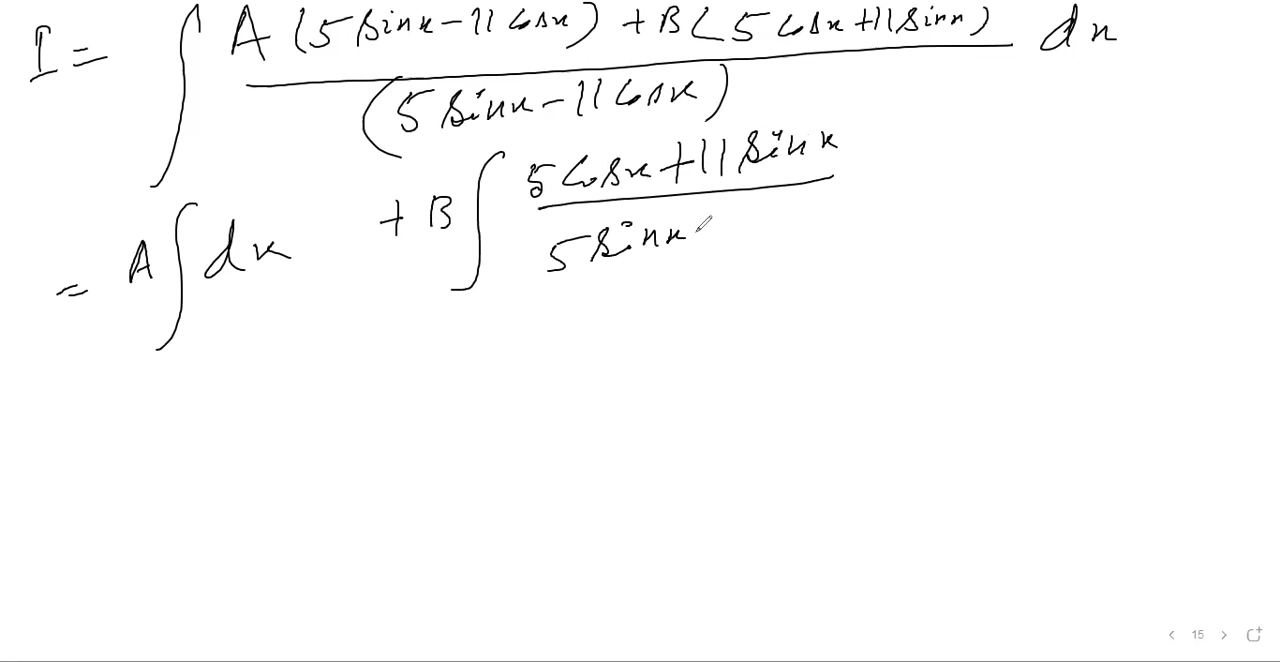 I = ∫ A (5 sinx − 11 cosx) + B (5 cosx + 11 sinx) dx
(5 sinx − 11 cosx)
= A ∫ dx + B ∫ 5 cosx + 11 sinx
5 sinx
15